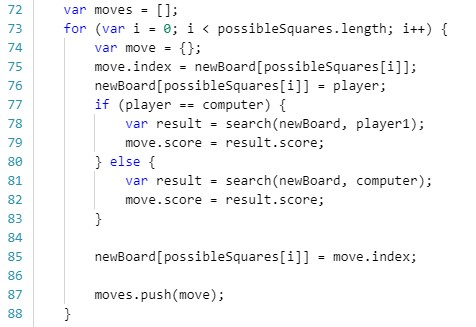 72 var moves = [];
73 for (var i = 0; i < possibleSquares.length; i++) {
74 var move = {};
75 move.index = newBoard[possibleSquares[i]];
76 newBoard[possibleSquares[i]] = player;
77 if (player == computer) {
78 var result = search(newBoard, player1);
79 move.score = result.score;
80 } else {
81 var result = search(newBoard, computer);
82 move.score = result.score;
83 }
84
85 newBoard[possibleSquares[i]] = move.index;
86
87 moves.push(move);
88 }